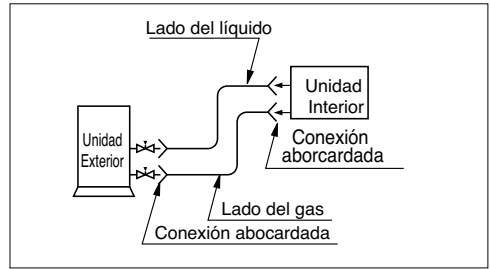 Lado del líquido
Unidad
Interior
Unidad
Exterior
Conexión
aborcardada
Lado del gas
Conexión abocardada